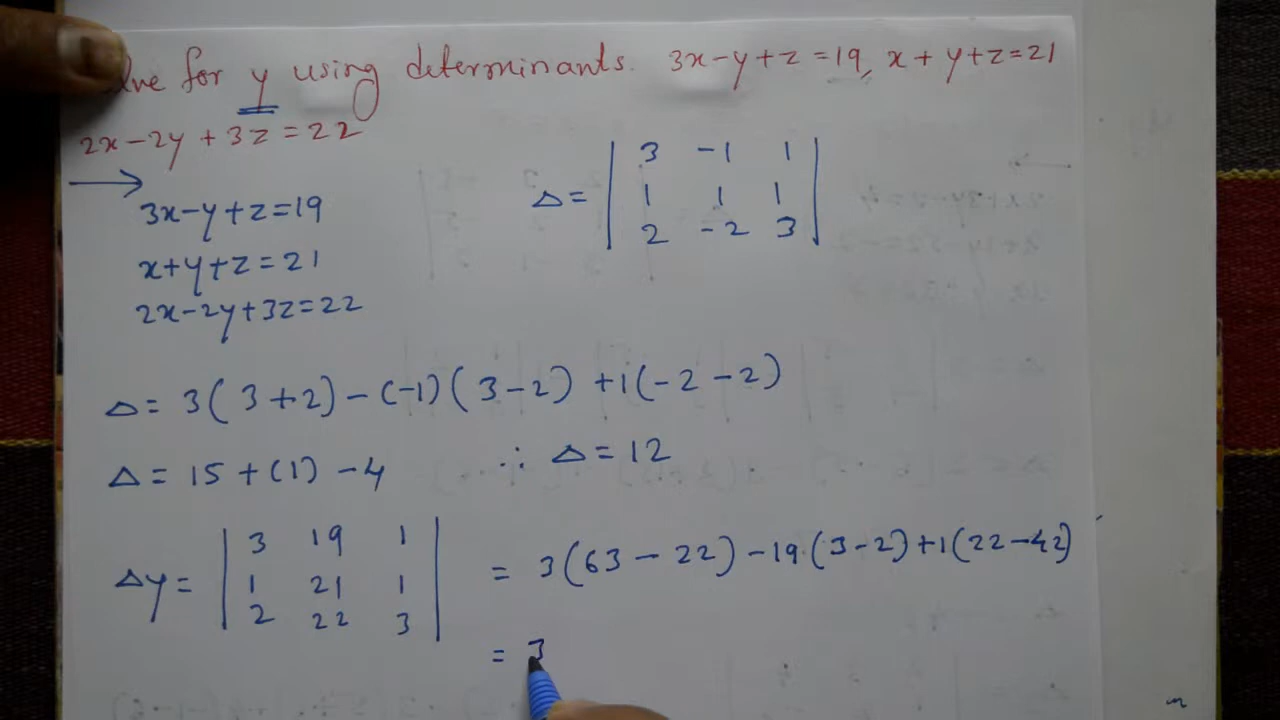 lve for y using determinants. 3x-y+z=19, x+y+z=21
2x-2y+3z=22
3x-y+z=19
x+y+z=21
2x-2y+3z=22
Δ= | 3 -1 1 |
| 1 1 1 |
| 2 -2 3 |
Δ= 3(3+2)-(-1)(3-2)+1(-2-2)
Δ= 15+(1)-4 ∴ Δ=12
Δy= | 3 19 1 |
| 1 21 1 |
| 2 22 3 |
= 3(63-22)-19(3-2)+1(22-42)
= 3